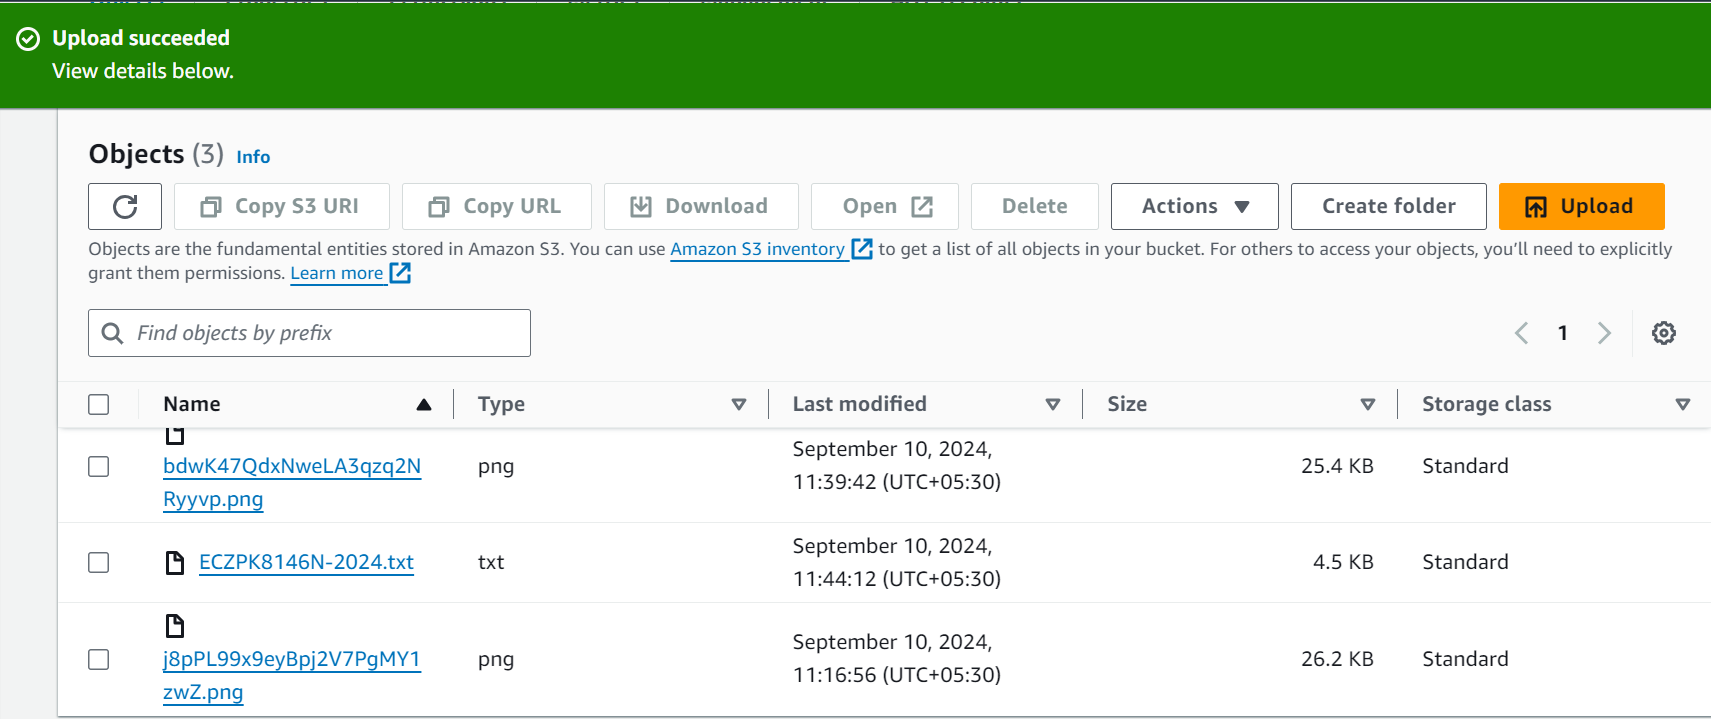 Upload succeeded
View details below.
Objects (3) Info
Copy S3 URI
Copy URL
Download
Open
Delete
Actions
Create folder
Upload
Objects are the fundamental entities stored in Amazon S3. You can use Amazon S3 inventory to get a list of all objects in your bucket. For others to access your objects, you’ll need to explicitly
grant them permissions. Learn more
Find objects by prefix
1
Name Type Last modified Size Storage class
bdwK47QdxNweLA3qzq2N
Ryyvp.png
png
September 10, 2024,
11:39:42 (UTC+05:30)
25.4 KB
Standard
ECZPK8146N-2024.txt
txt
September 10, 2024,
11:44:12 (UTC+05:30)
4.5 KB
Standard
j8pPL99x9eyBpj2V7PgMY1
zwZ.png
png
September 10, 2024,
11:16:56 (UTC+05:30)
26.2 KB
Standard